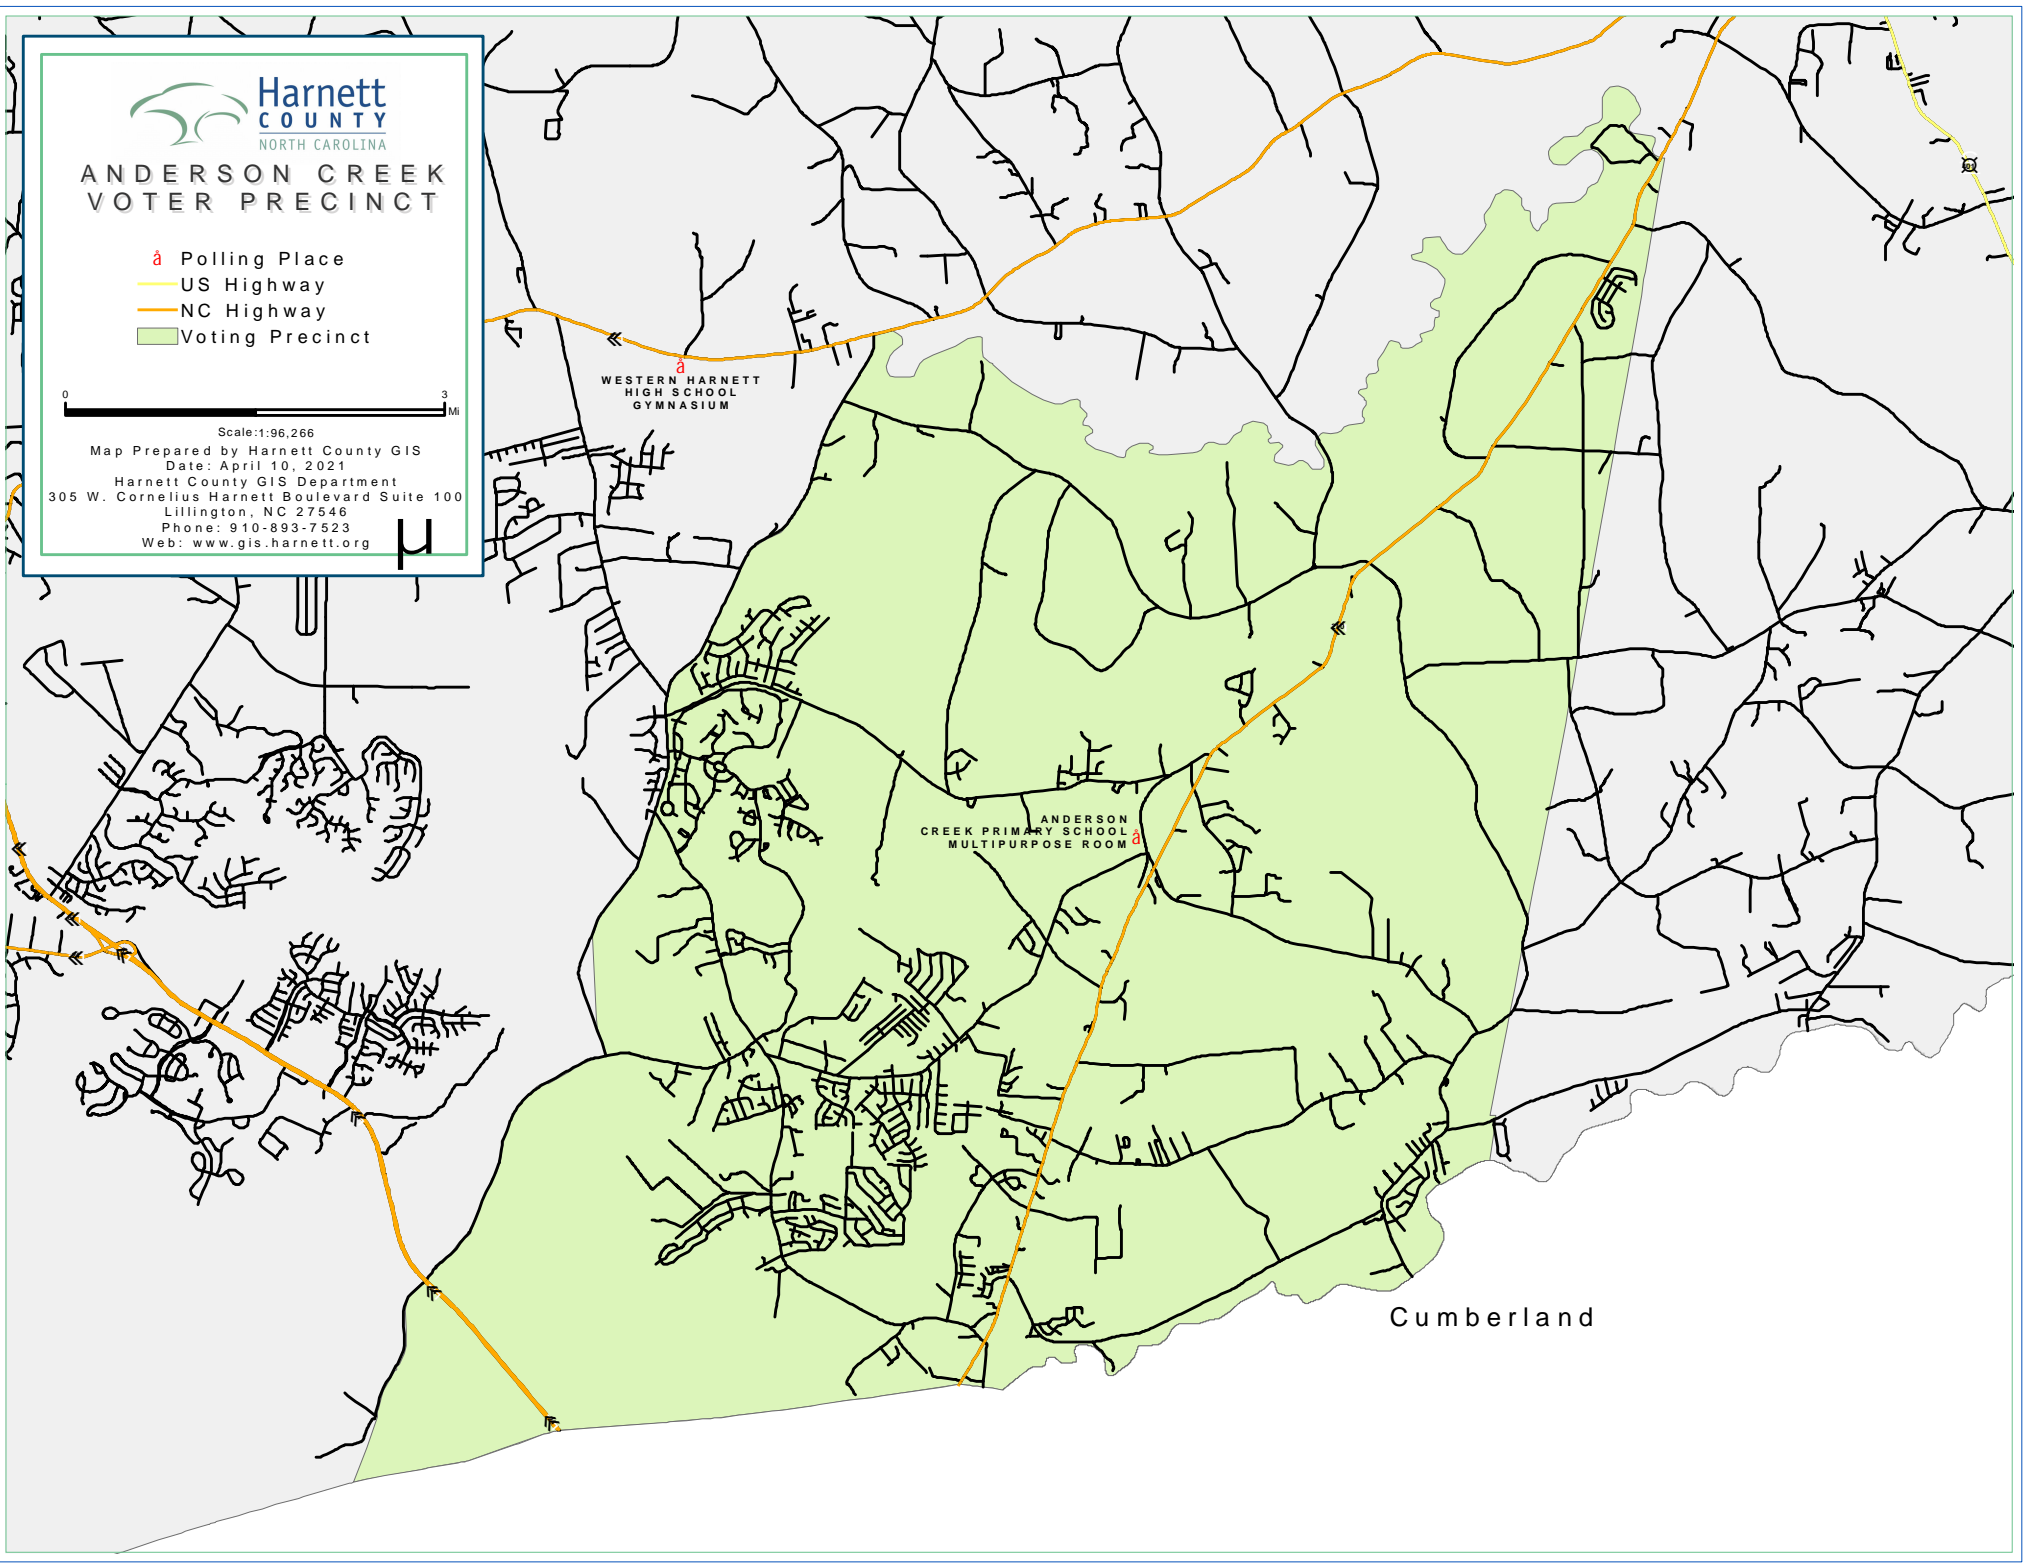 Harnett
COUNTY
NORTH CAROLINA
ANDERSON CREEK
VOTER PRECINCT
å Polling Place
US Highway
NC Highway
Voting Precinct
0 3
Mi
Scale:1:96,266
Map Prepared by Harnett County GIS
Date: April 10, 2021
Harnett County GIS Department
305 W. Cornelius Harnett Boulevard Suite 100
Lillington, NC 27546
Phone: 910-893-7523
Web: www.gis.harnett.org
µ
å
WESTERN HARNETT
HIGH SCHOOL
GYMNASIUM
ANDERSON
CREEK PRIMARY SCHOOL
MULTIPURPOSE ROOM å
Cumberland